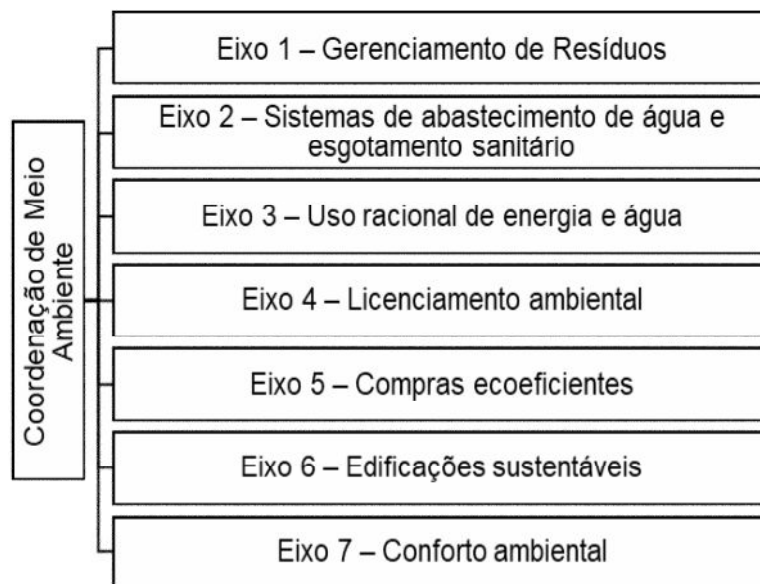 Coordenação de Meio
Ambiente
Eixo 1 – Gerenciamento de Resíduos
Eixo 2 – Sistemas de abastecimento de água e
esgotamento sanitário
Eixo 3 – Uso racional de energia e água
Eixo 4 – Licenciamento ambiental
Eixo 5 – Compras ecoeficientes
Eixo 6 – Edificações sustentáveis
Eixo 7 – Conforto ambiental